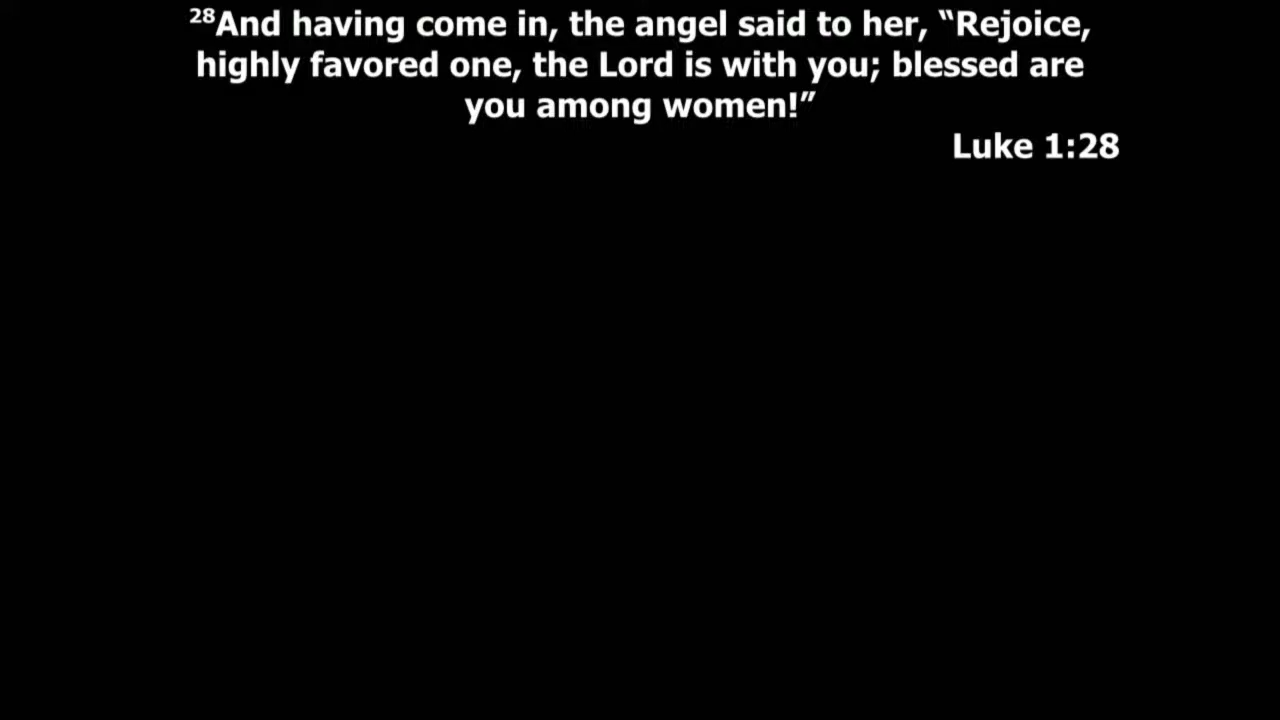 28And having come in, the angel said to her, “Rejoice,
highly favored one, the Lord is with you; blessed are
you among women!”
Luke 1:28